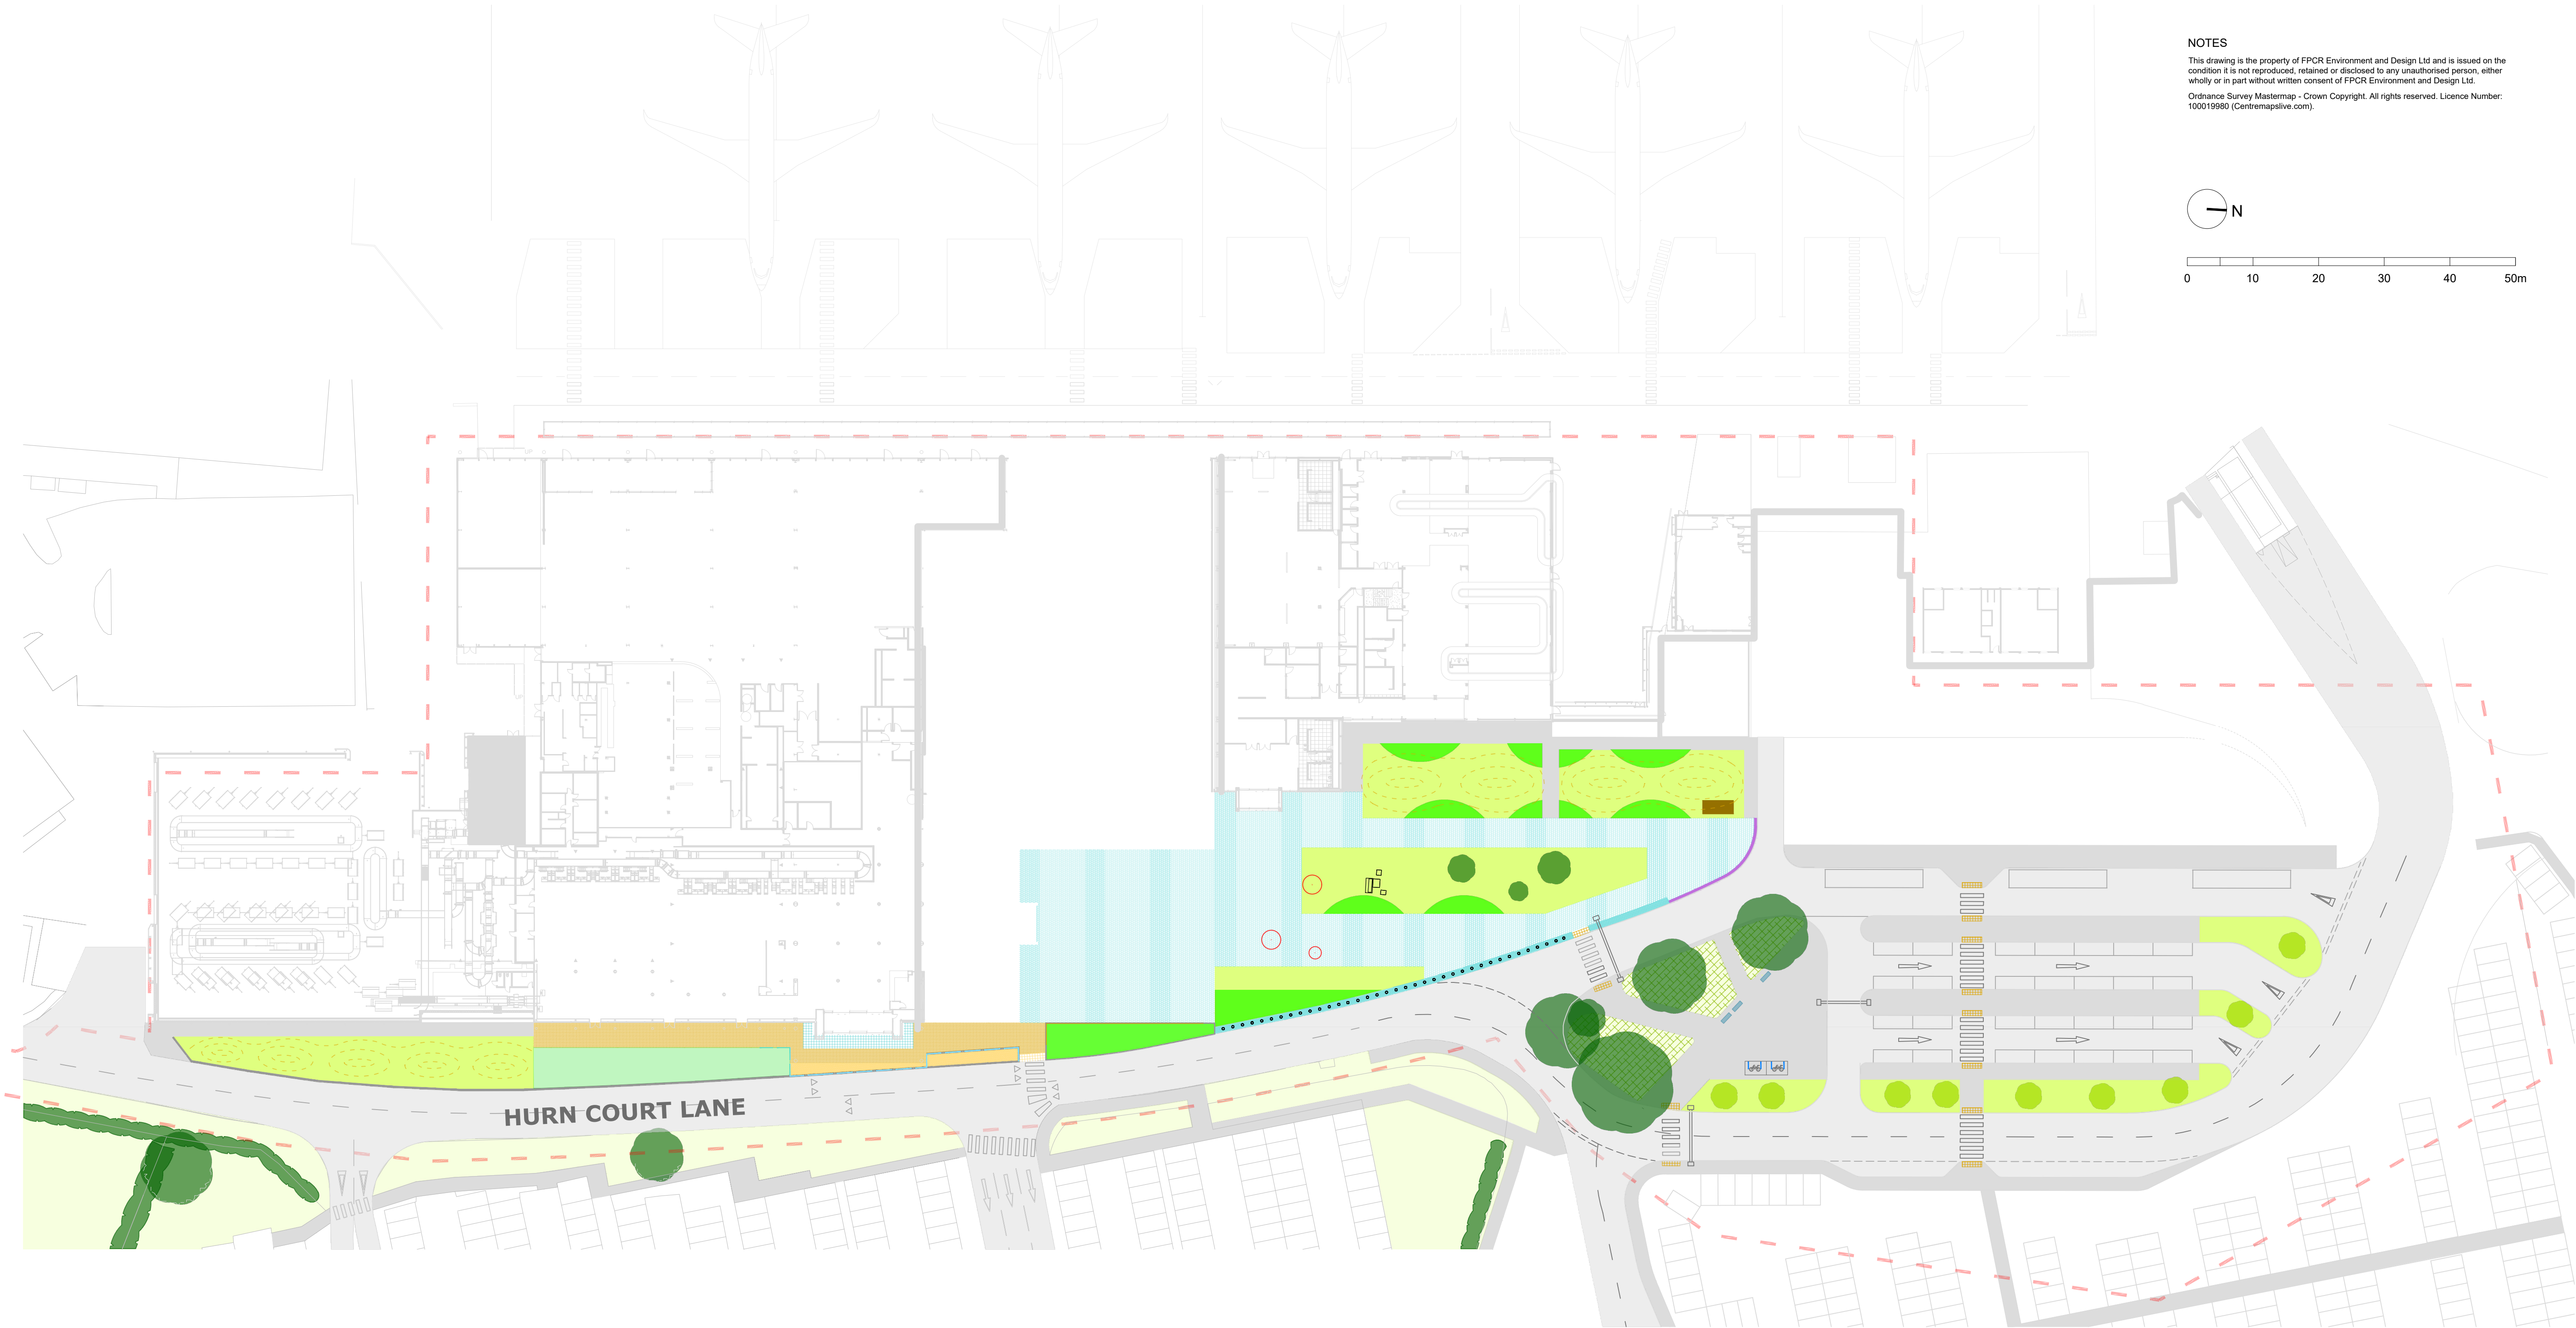 NOTES
This drawing is the property of FPCR Environment and Design Ltd and is issued on the
condition it is not reproduced, retained or disclosed to any unauthorised person, either
wholly or in part without written consent of FPCR Environment and Design Ltd.
Ordnance Survey Mastermap - Crown Copyright. All rights reserved. Licence Number:
100019980 (Centremapslive.com).
N
0 10 20 30 40 50m
HURN COURT LANE